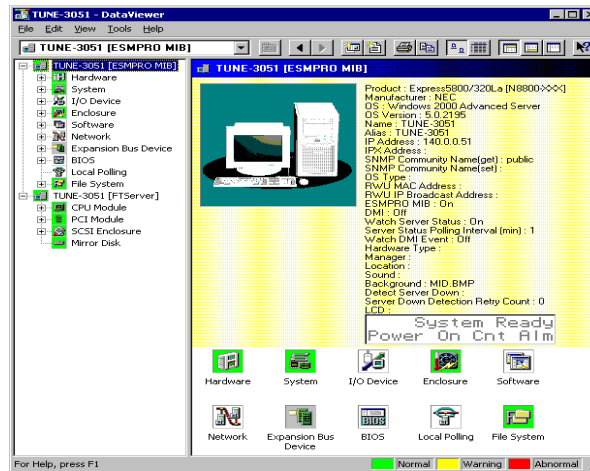 TUNE-3051 - DataViewer
File Edit View Tools Help
TUNE-3051 [ESMPRO MIB]
TUNE-3051 [ESMPRO MIB]
Hardware
System
I/O Device
Enclosure
Software
Network
Expansion Bus Device
BIOS
Local Polling
File System
TUNE-3051 [FTServer]
CPU Module
PCI Module
SCSI Enclosure
Mirror Disk
TUNE-3051 [ESMPRO MIB]
Product : Express5800/320La [N8800-XXX]
Manufacturer : NEC
OS : Windows 2000 Advanced Server
OS Version : 5.0.2195
Name : TUNE-3051
Alias : TUNE-3051
IP Address : 140.0.0.51
IPX Address :
SNMP Community Name(get) : public
SNMP Community Name(set) :
OS Type :
RWU MAC Address :
RWU IP Broadcast Address :
ESMPRO MIB : On
DMI : Off
Watch Server Status : On
Server Status Polling Interval (min) : 1
Watch DMI Event : Off
Hardware Type :
Manager :
Location :
Sound :
Background : MID.BMP
Detect Server Down :
Server Down Detection Retry Count : 0
LCD :
System Ready
Power On Cnt Alm
Hardware
System
I/O Device
Enclosure
Software
Network
Expansion Bus
Device
BIOS
Local Polling
File System
For Help, press F1
Normal
Warning
Abnormal